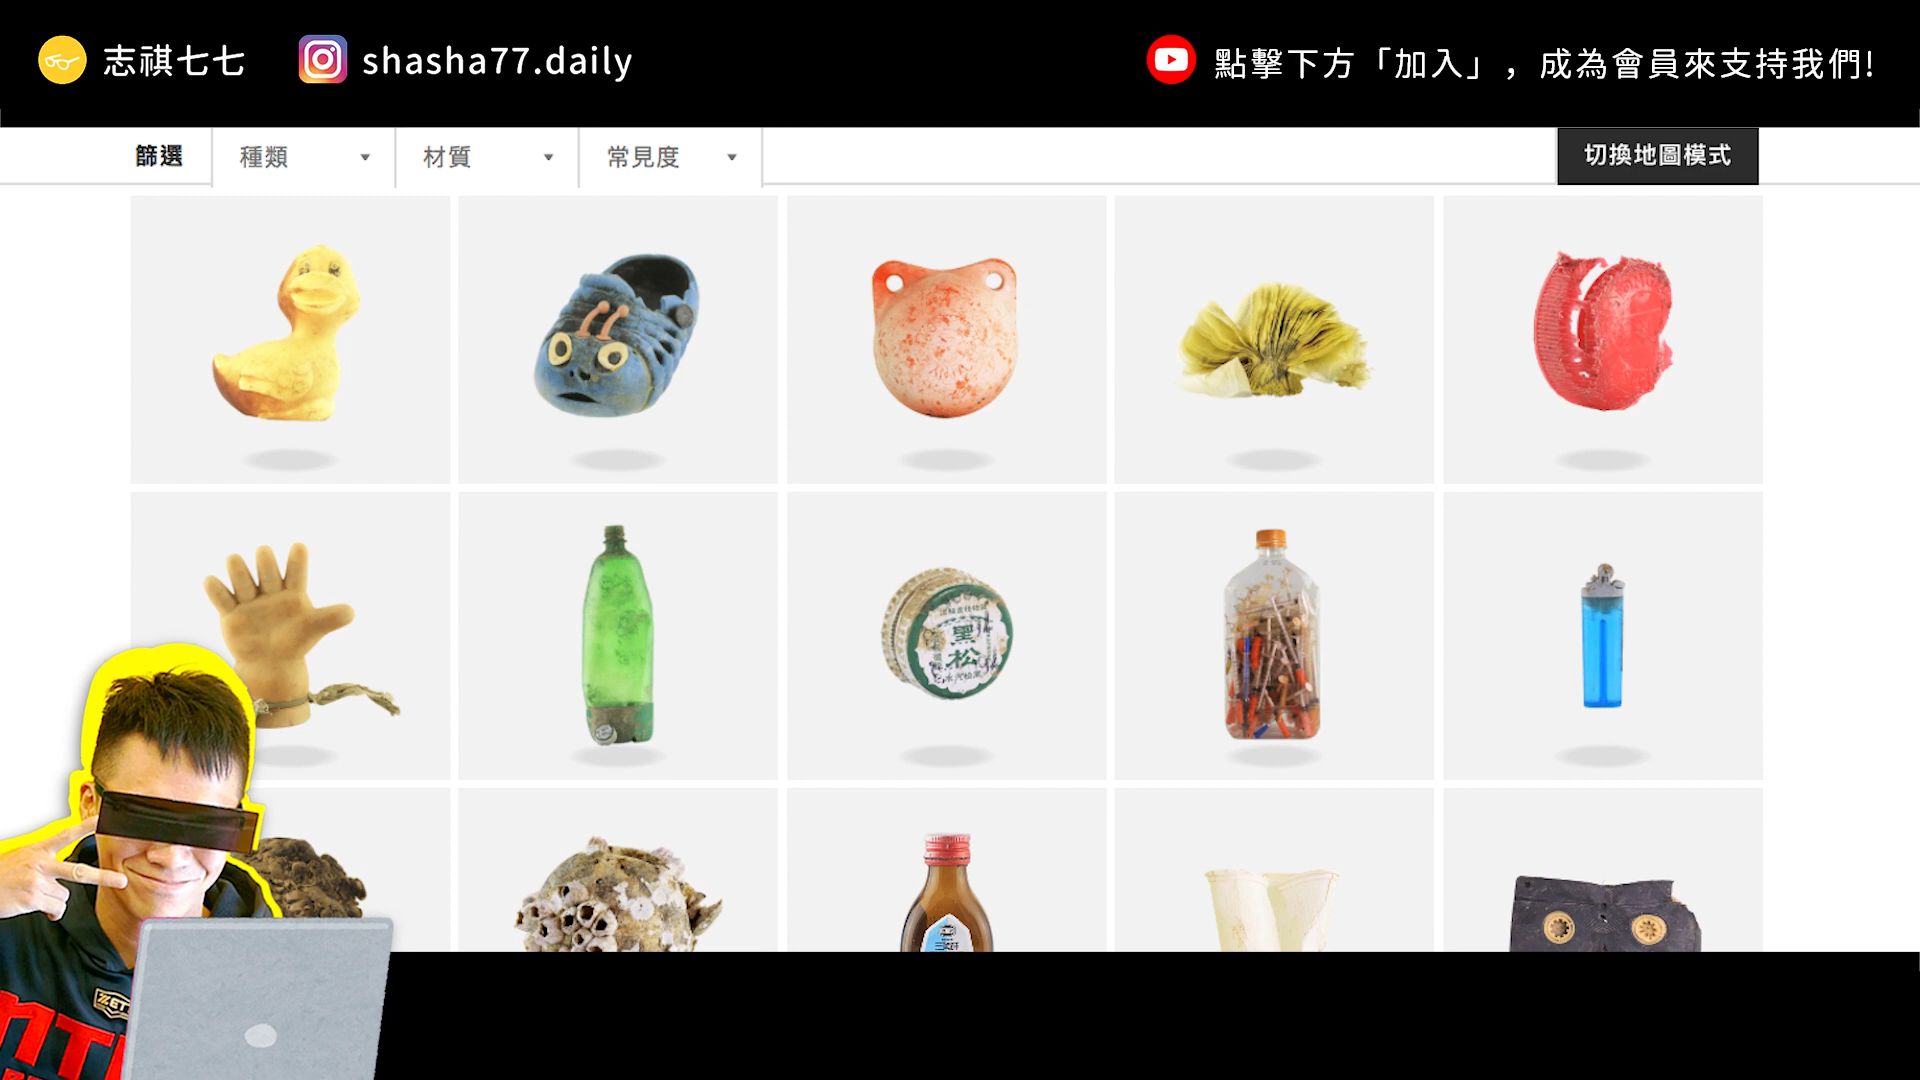 志祺七七
shasha77.daily
點擊下方「加入」，成為會員來支持我們！
篩選
種類
材質
常見度
切換地圖模式
黑松
ZETT